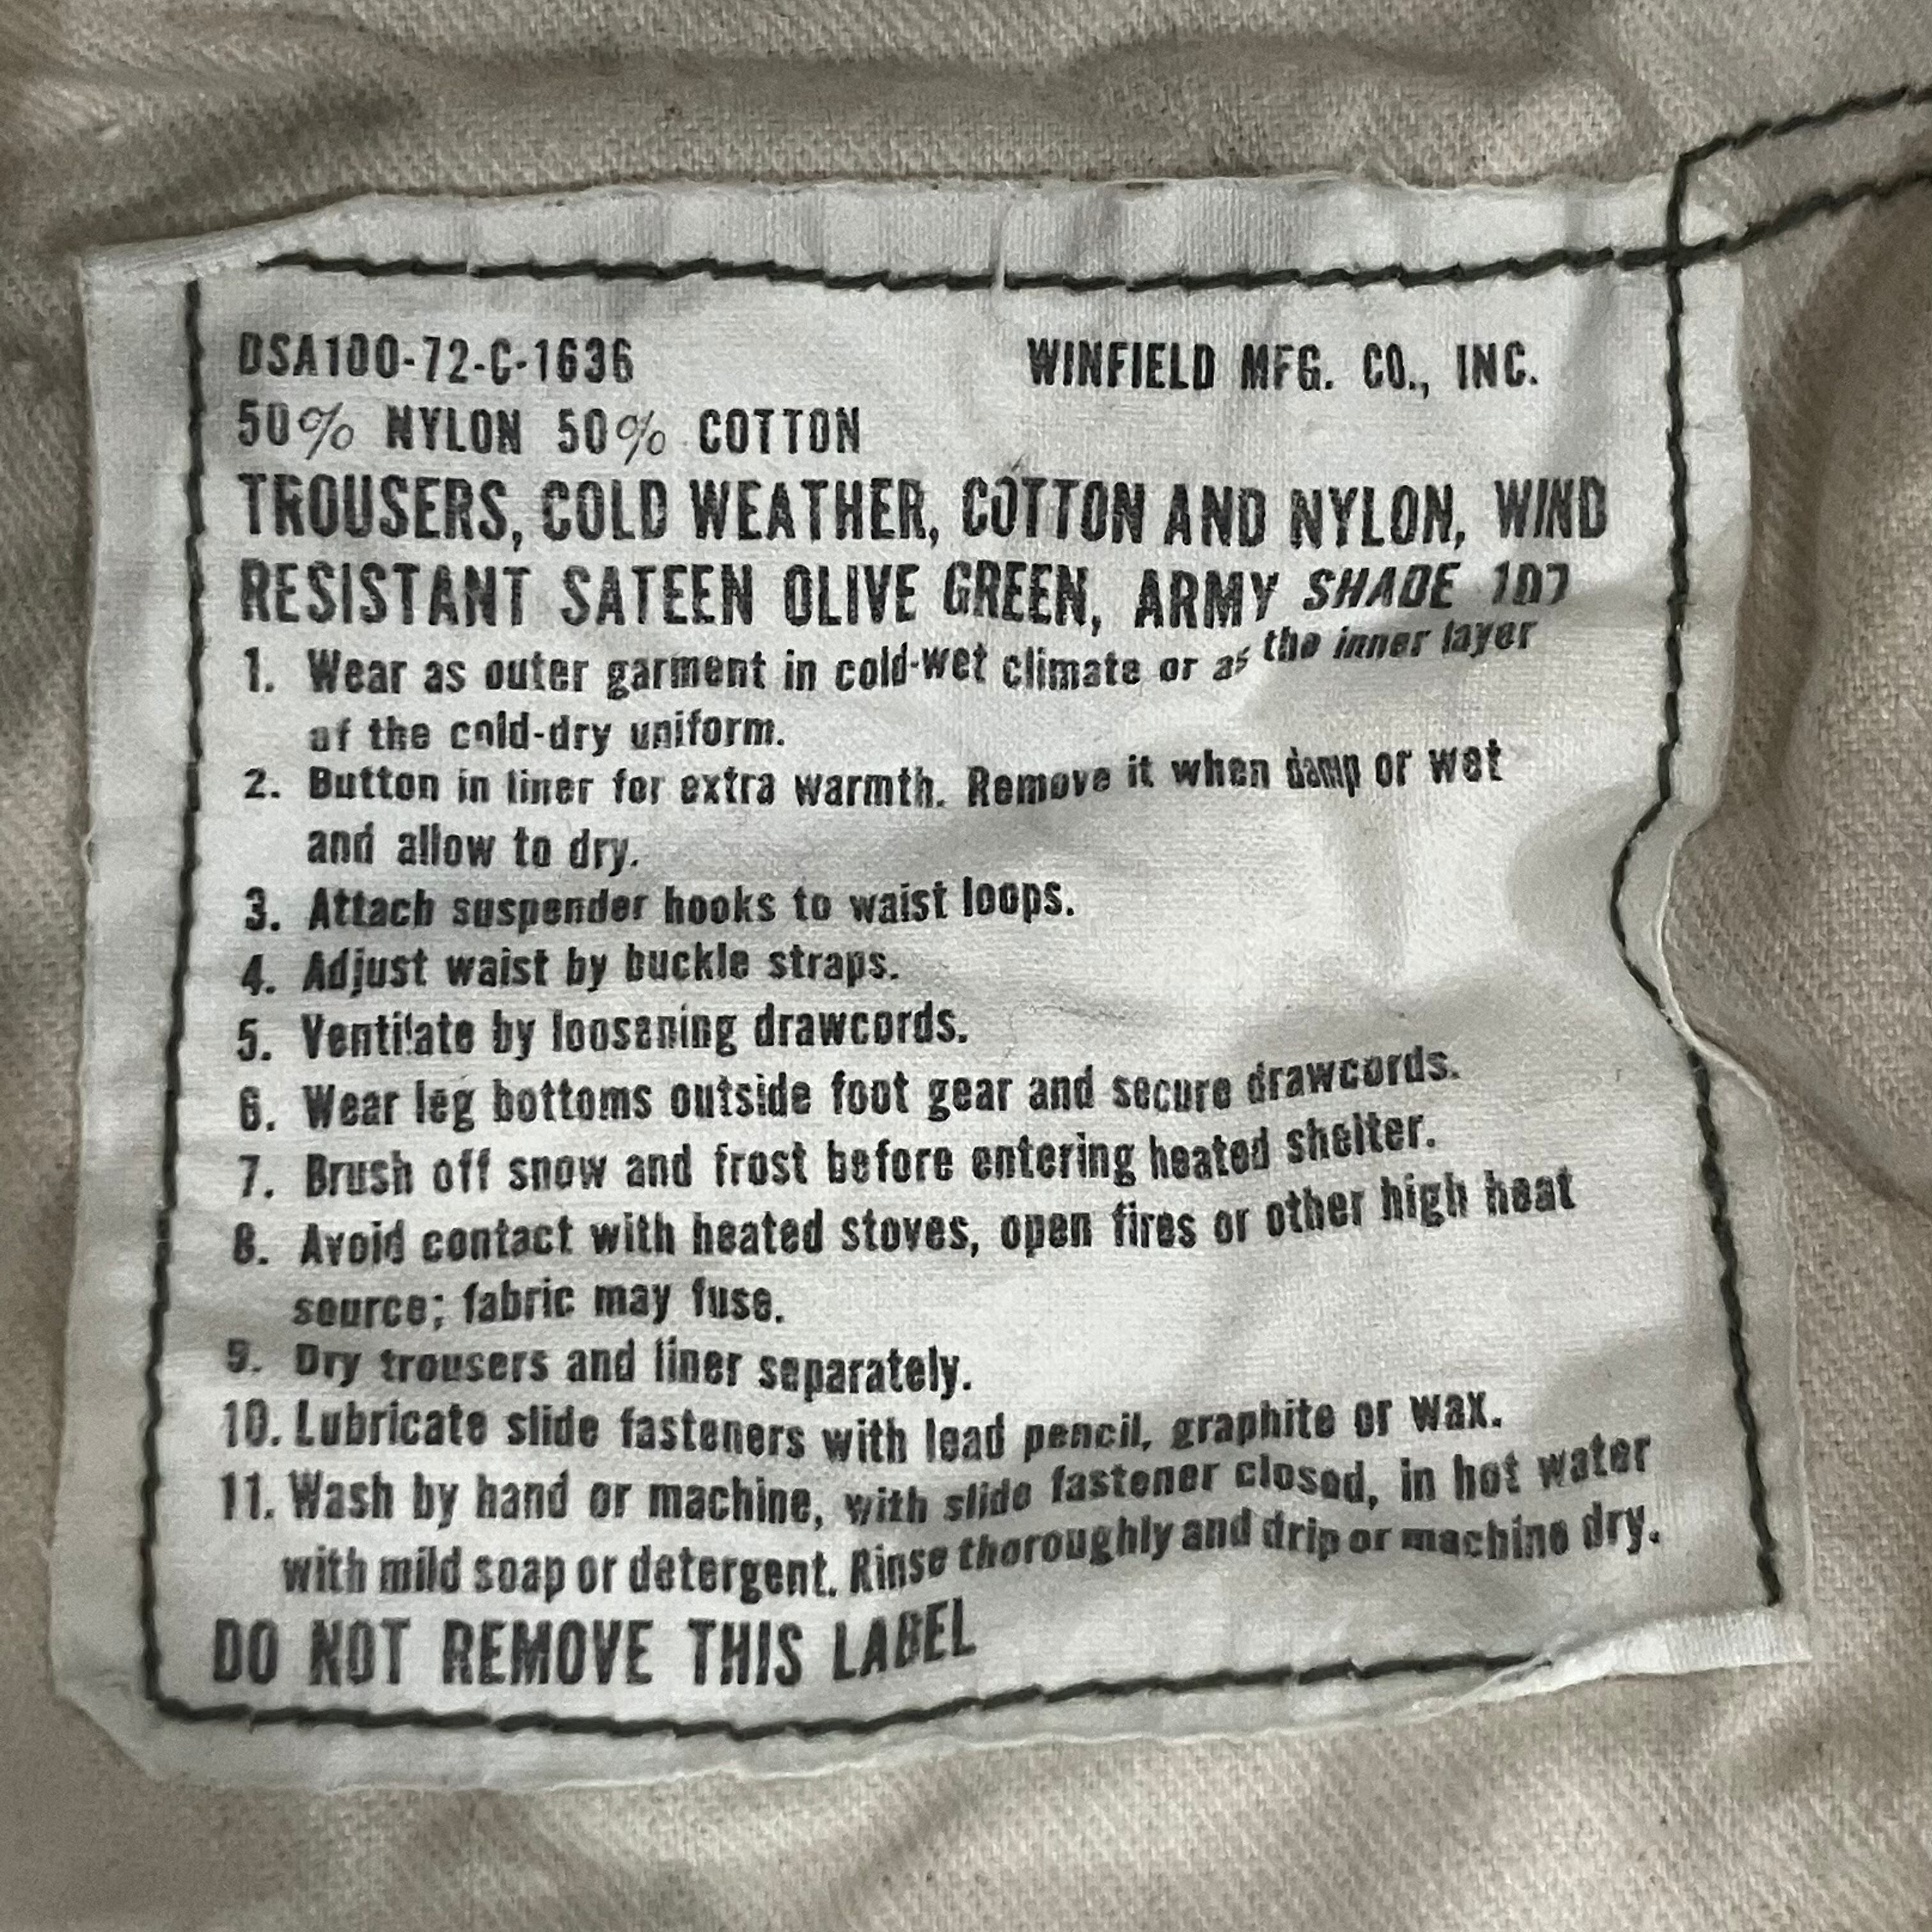 DSA100-72-C-1636 WINFIELD MFG. CO., INC.
50% NYLON 50% COTTON
TROUSERS, COLD WEATHER, COTTON AND NYLON, WIND
RESISTANT SATEEN OLIVE GREEN, ARMY SHADE 107
1. Wear as outer garment in cold-wet climate or as the inner layer
of the cold-dry uniform.
2. Button in liner for extra warmth. Remove it when damp or wet
and allow to dry.
3. Attach suspender hooks to waist loops.
4. Adjust waist by buckle straps.
5. Ventilate by loosening drawcords.
6. Wear leg bottoms outside foot gear and secure drawcords.
7. Brush off snow and frost before entering heated shelter.
8. Avoid contact with heated stoves, open fires or other high heat
source; fabric may fuse.
9. Dry trousers and liner separately.
10. Lubricate slide fasteners with lead pencil, graphite or wax.
11. Wash by hand or machine, with slide fastener closed, in hot water
with mild soap or detergent. Rinse thoroughly and drip or machine dry.
DO NOT REMOVE THIS LABEL